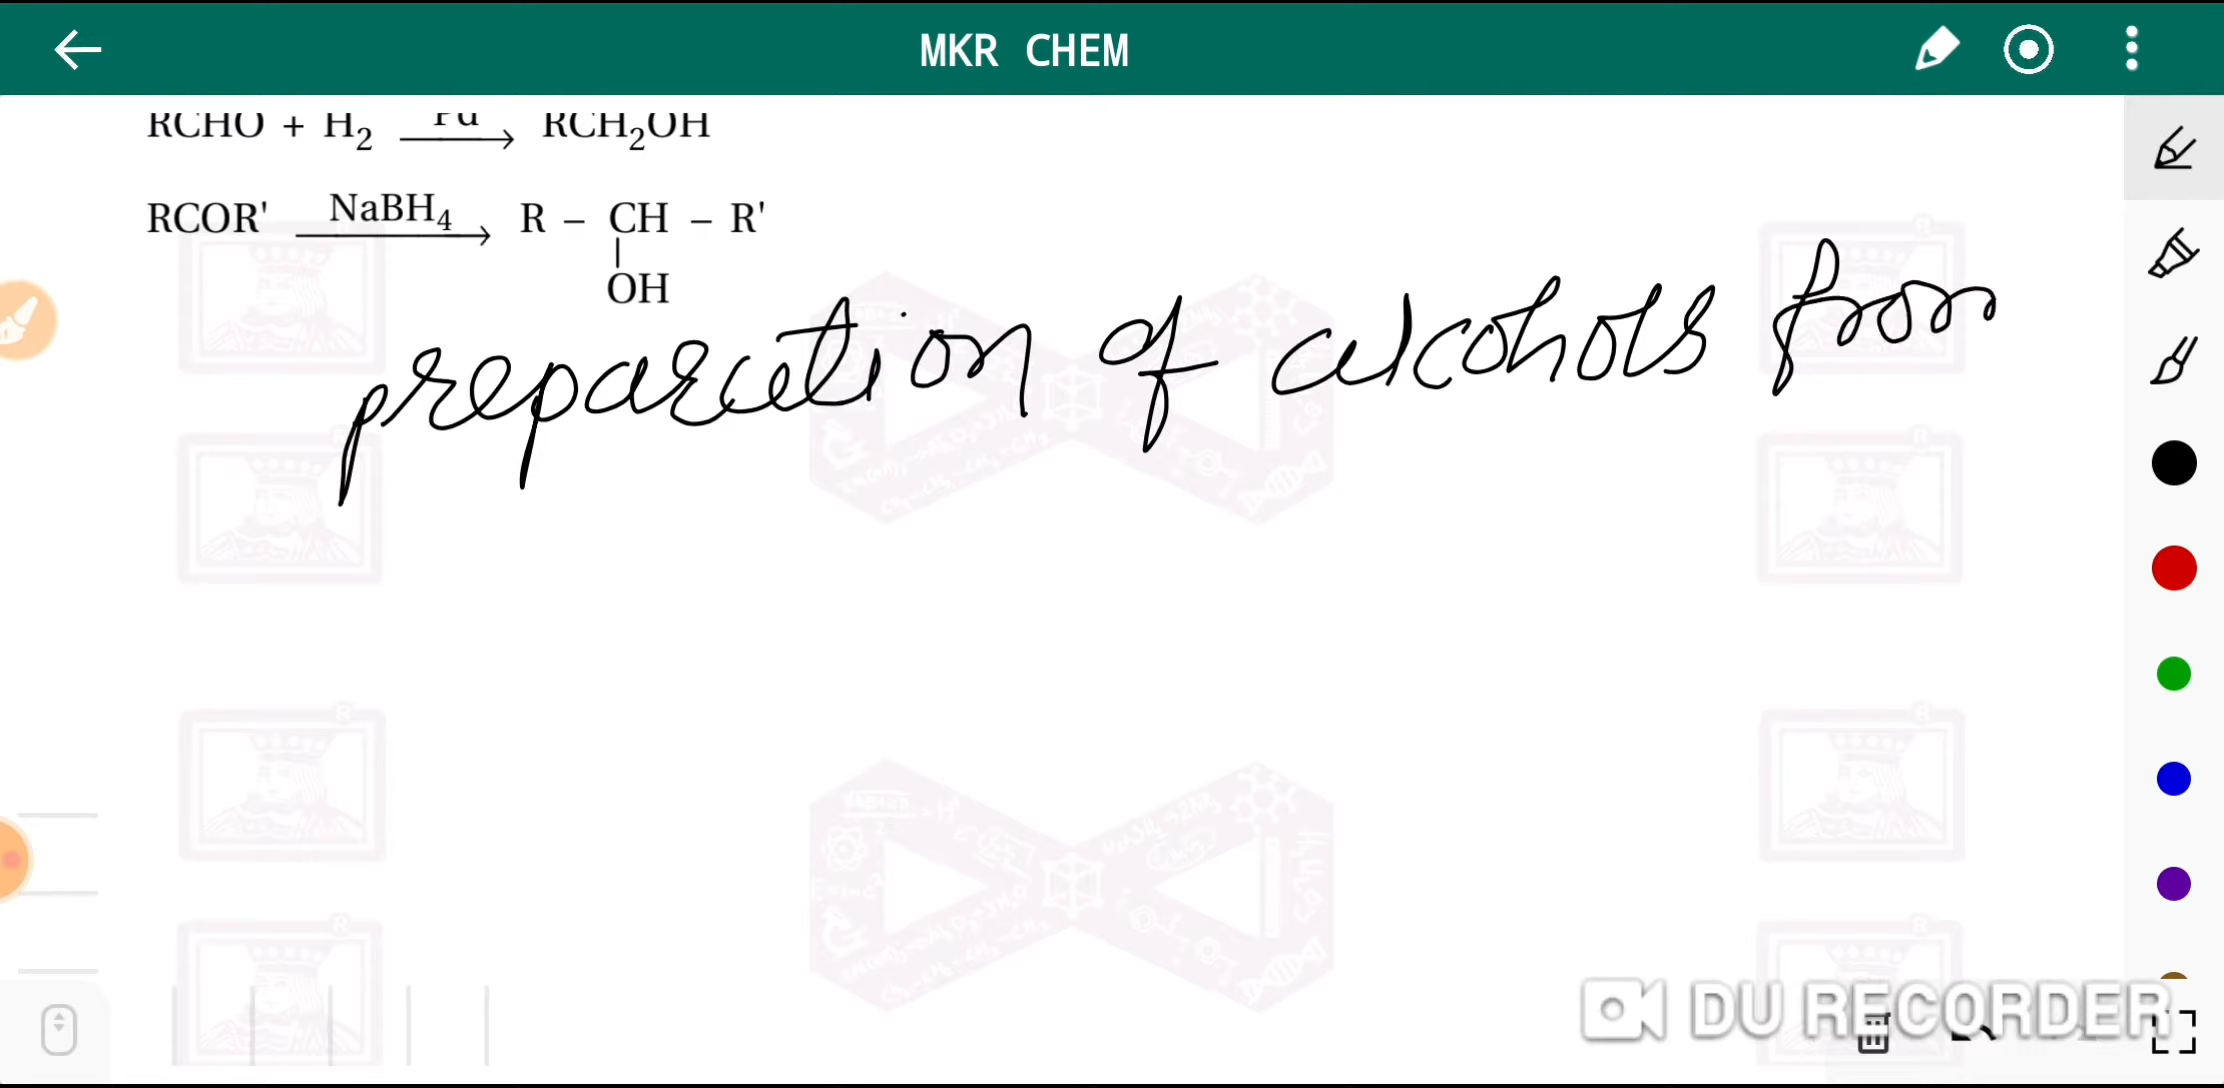 MKR CHEM
RCHO + H₂ —Pd→ RCH₂OH
RCOR' —NaBH₄→ R – CH – R'
|
OH
preparation of alcohols from
DU RECORDER